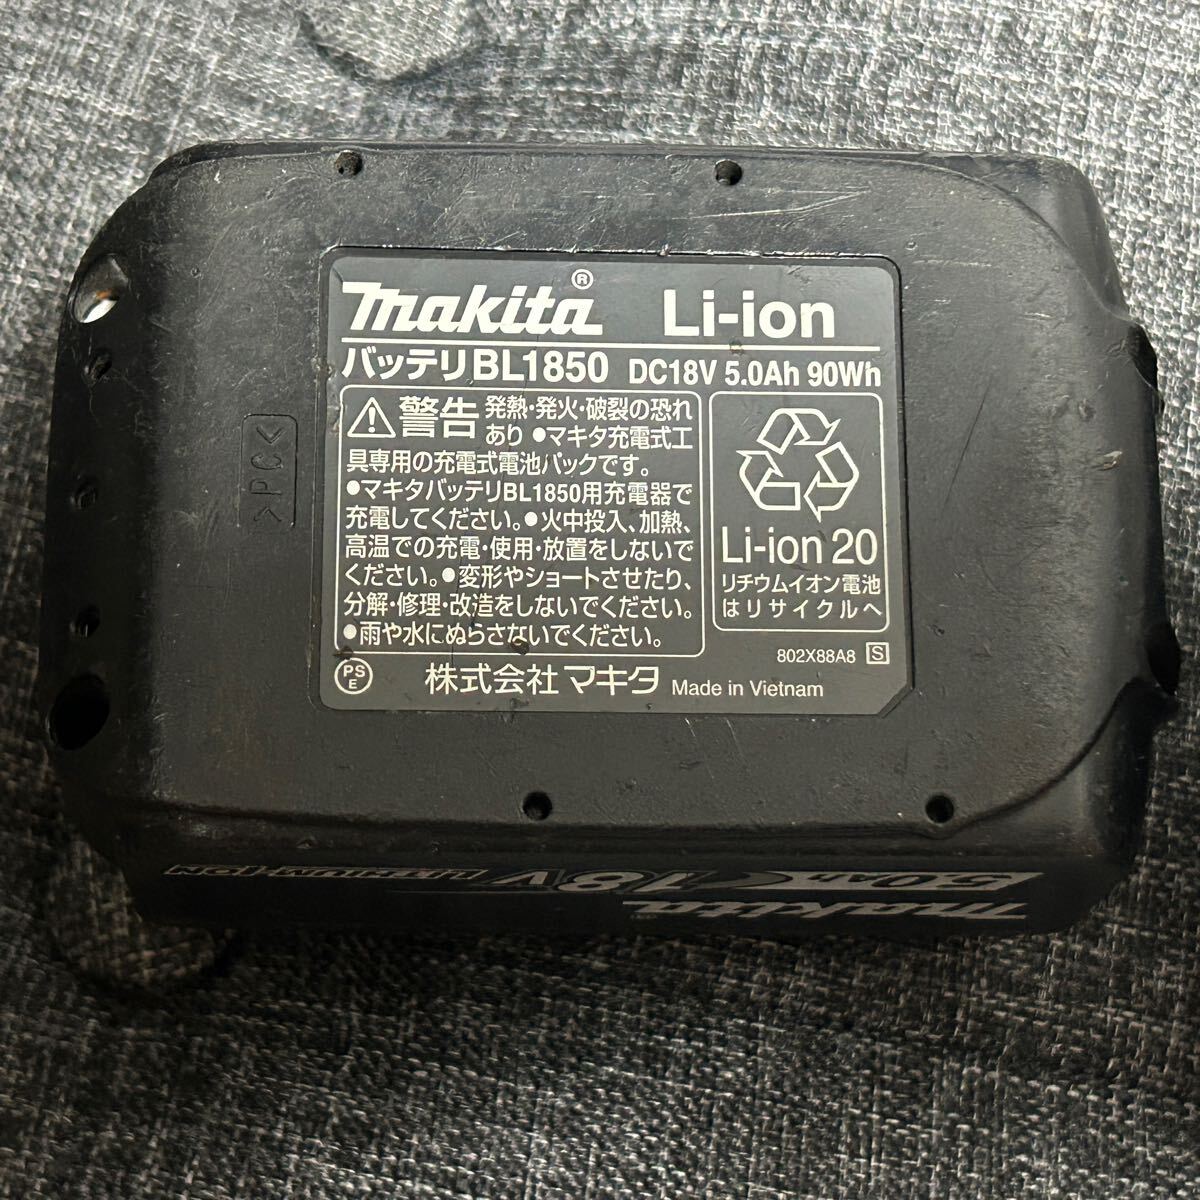 makita® Li-ion
バッテリBL1850 DC18V 5.0Ah 90Wh
警告 発熱・発火・破裂の恐れ
あり ●マキタ充電式工
具専用の充電式電池パックです。
●マキタバッテリBL1850用充電器で
充電してください。●火中投入、加熱、
高温での充電・使用・放置をしないで
ください。●変形やショートさせたり、
分解・修理・改造をしないでください。
●雨や水にぬらさないでください。
Li-ion 20
リチウムイオン電池
はリサイクルへ
802X88A8 S
PS
E
株式会社マキタ Made in Vietnam
>PC<
makita
5.0Ah 18V LITHIUM-ION